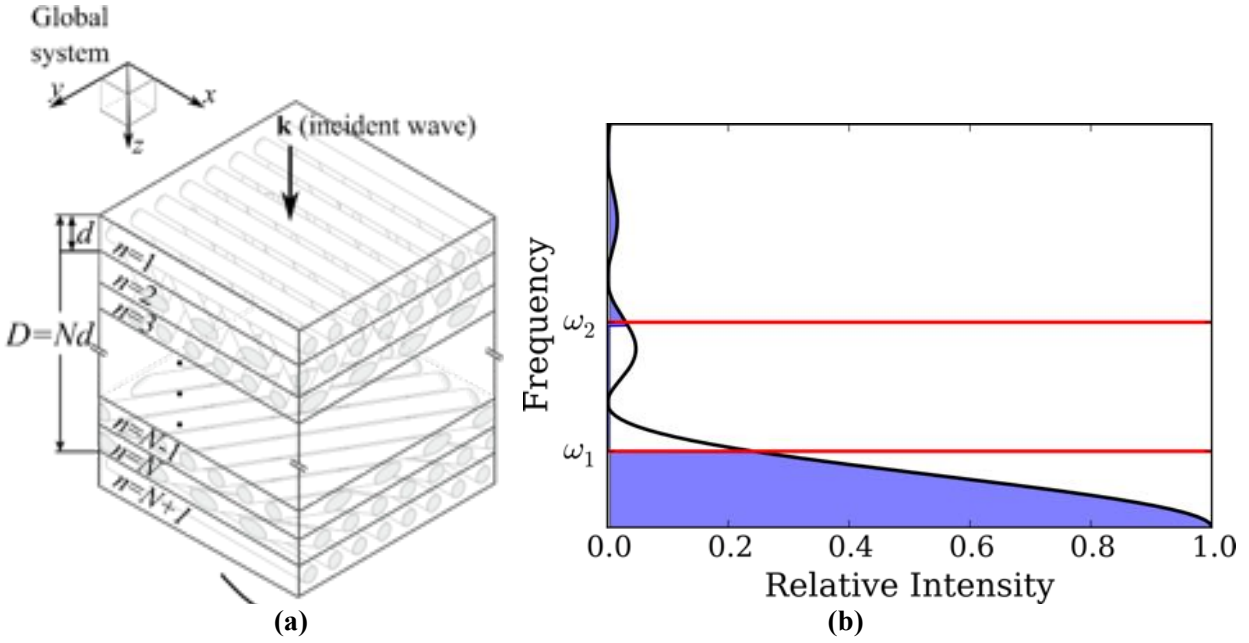 Global
system
y
x
z
k (incident wave)
d
n=1
n=2
n=3
D=Nd
n=N-1
n=N
n=N+1
(a)
Frequency
ω₂
ω₁
0.0 0.2 0.4 0.6 0.8 1.0
Relative Intensity
(b)